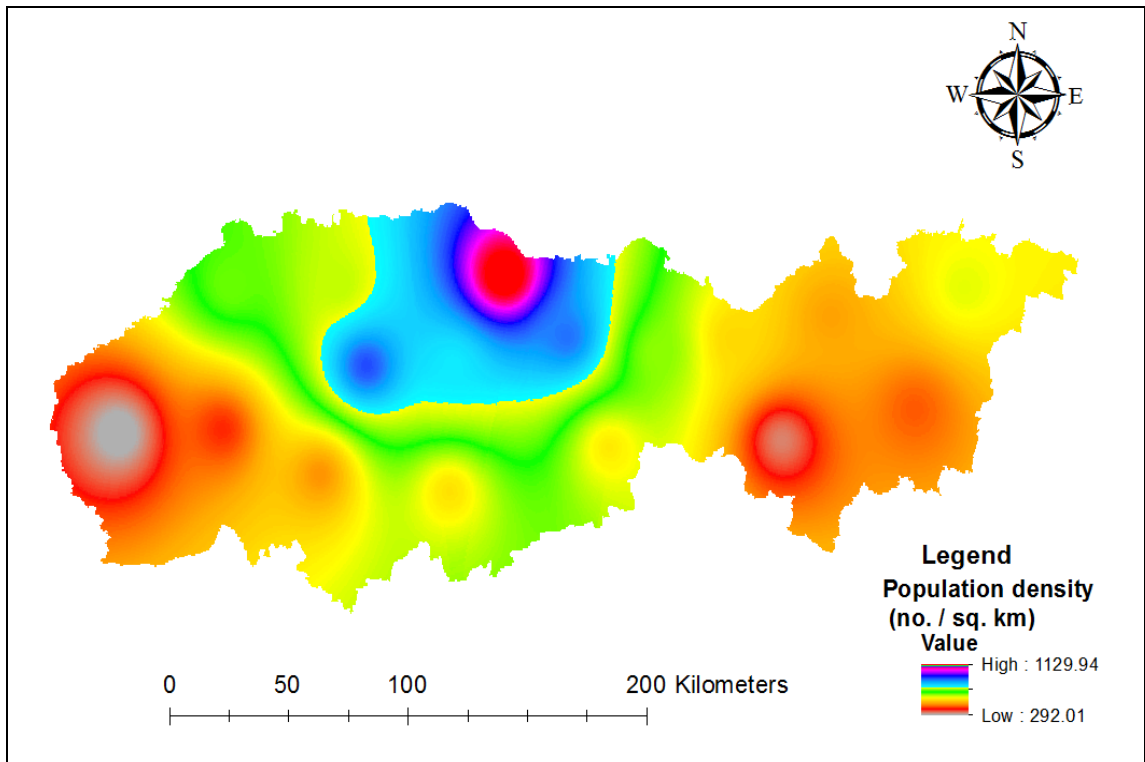 N
W E
S
Legend
Population density
(no. / sq. km)
Value
High : 1129.94
Low : 292.01
0 50 100 200 Kilometers